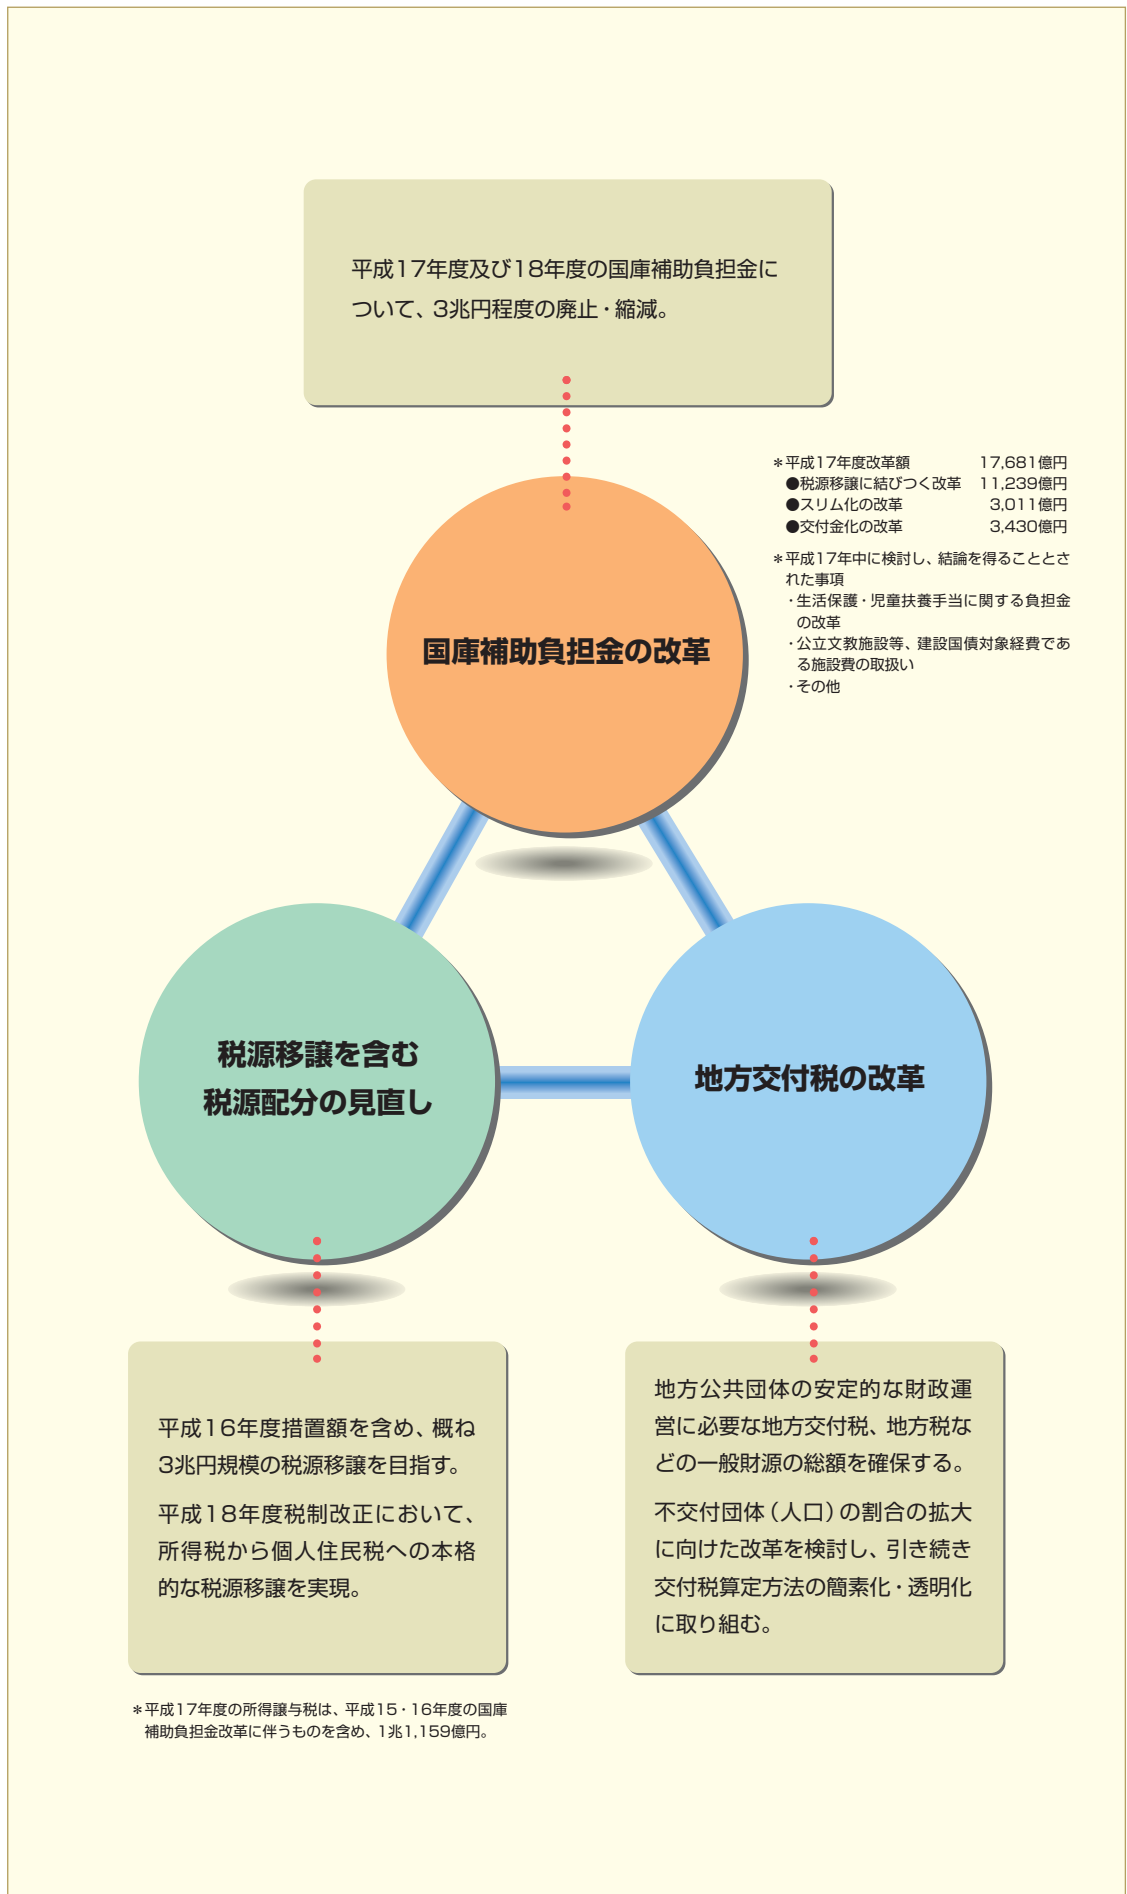 平成17年度及び18年度の国庫補助負担金に
ついて、3兆円程度の廃止・縮減。
＊平成17年度改革額 17,681億円
●税源移譲に結びつく改革 11,239億円
●スリム化の改革 3,011億円
●交付金化の改革 3,430億円
＊平成17年中に検討し、結論を得ることとさ
れた事項
・生活保護・児童扶養手当に関する負担金
の改革
・公立文教施設等、建設国債対象経費であ
る施設費の取扱い
・その他
国庫補助負担金の改革
税源移譲を含む
税源配分の見直し
地方交付税の改革
平成16年度措置額を含め、概ね
3兆円規模の税源移譲を目指す。
平成18年度税制改正において、
所得税から個人住民税への本格
的な税源移譲を実現。
＊平成17年度の所得譲与税は、平成15・16年度の国庫
補助負担金改革に伴うものを含め、1兆1,159億円。
地方公共団体の安定的な財政運
営に必要な地方交付税、地方税な
どの一般財源の総額を確保する。
不交付団体（人口）の割合の拡大
に向けた改革を検討し、引き続き
交付税算定方法の簡素化・透明化
に取り組む。